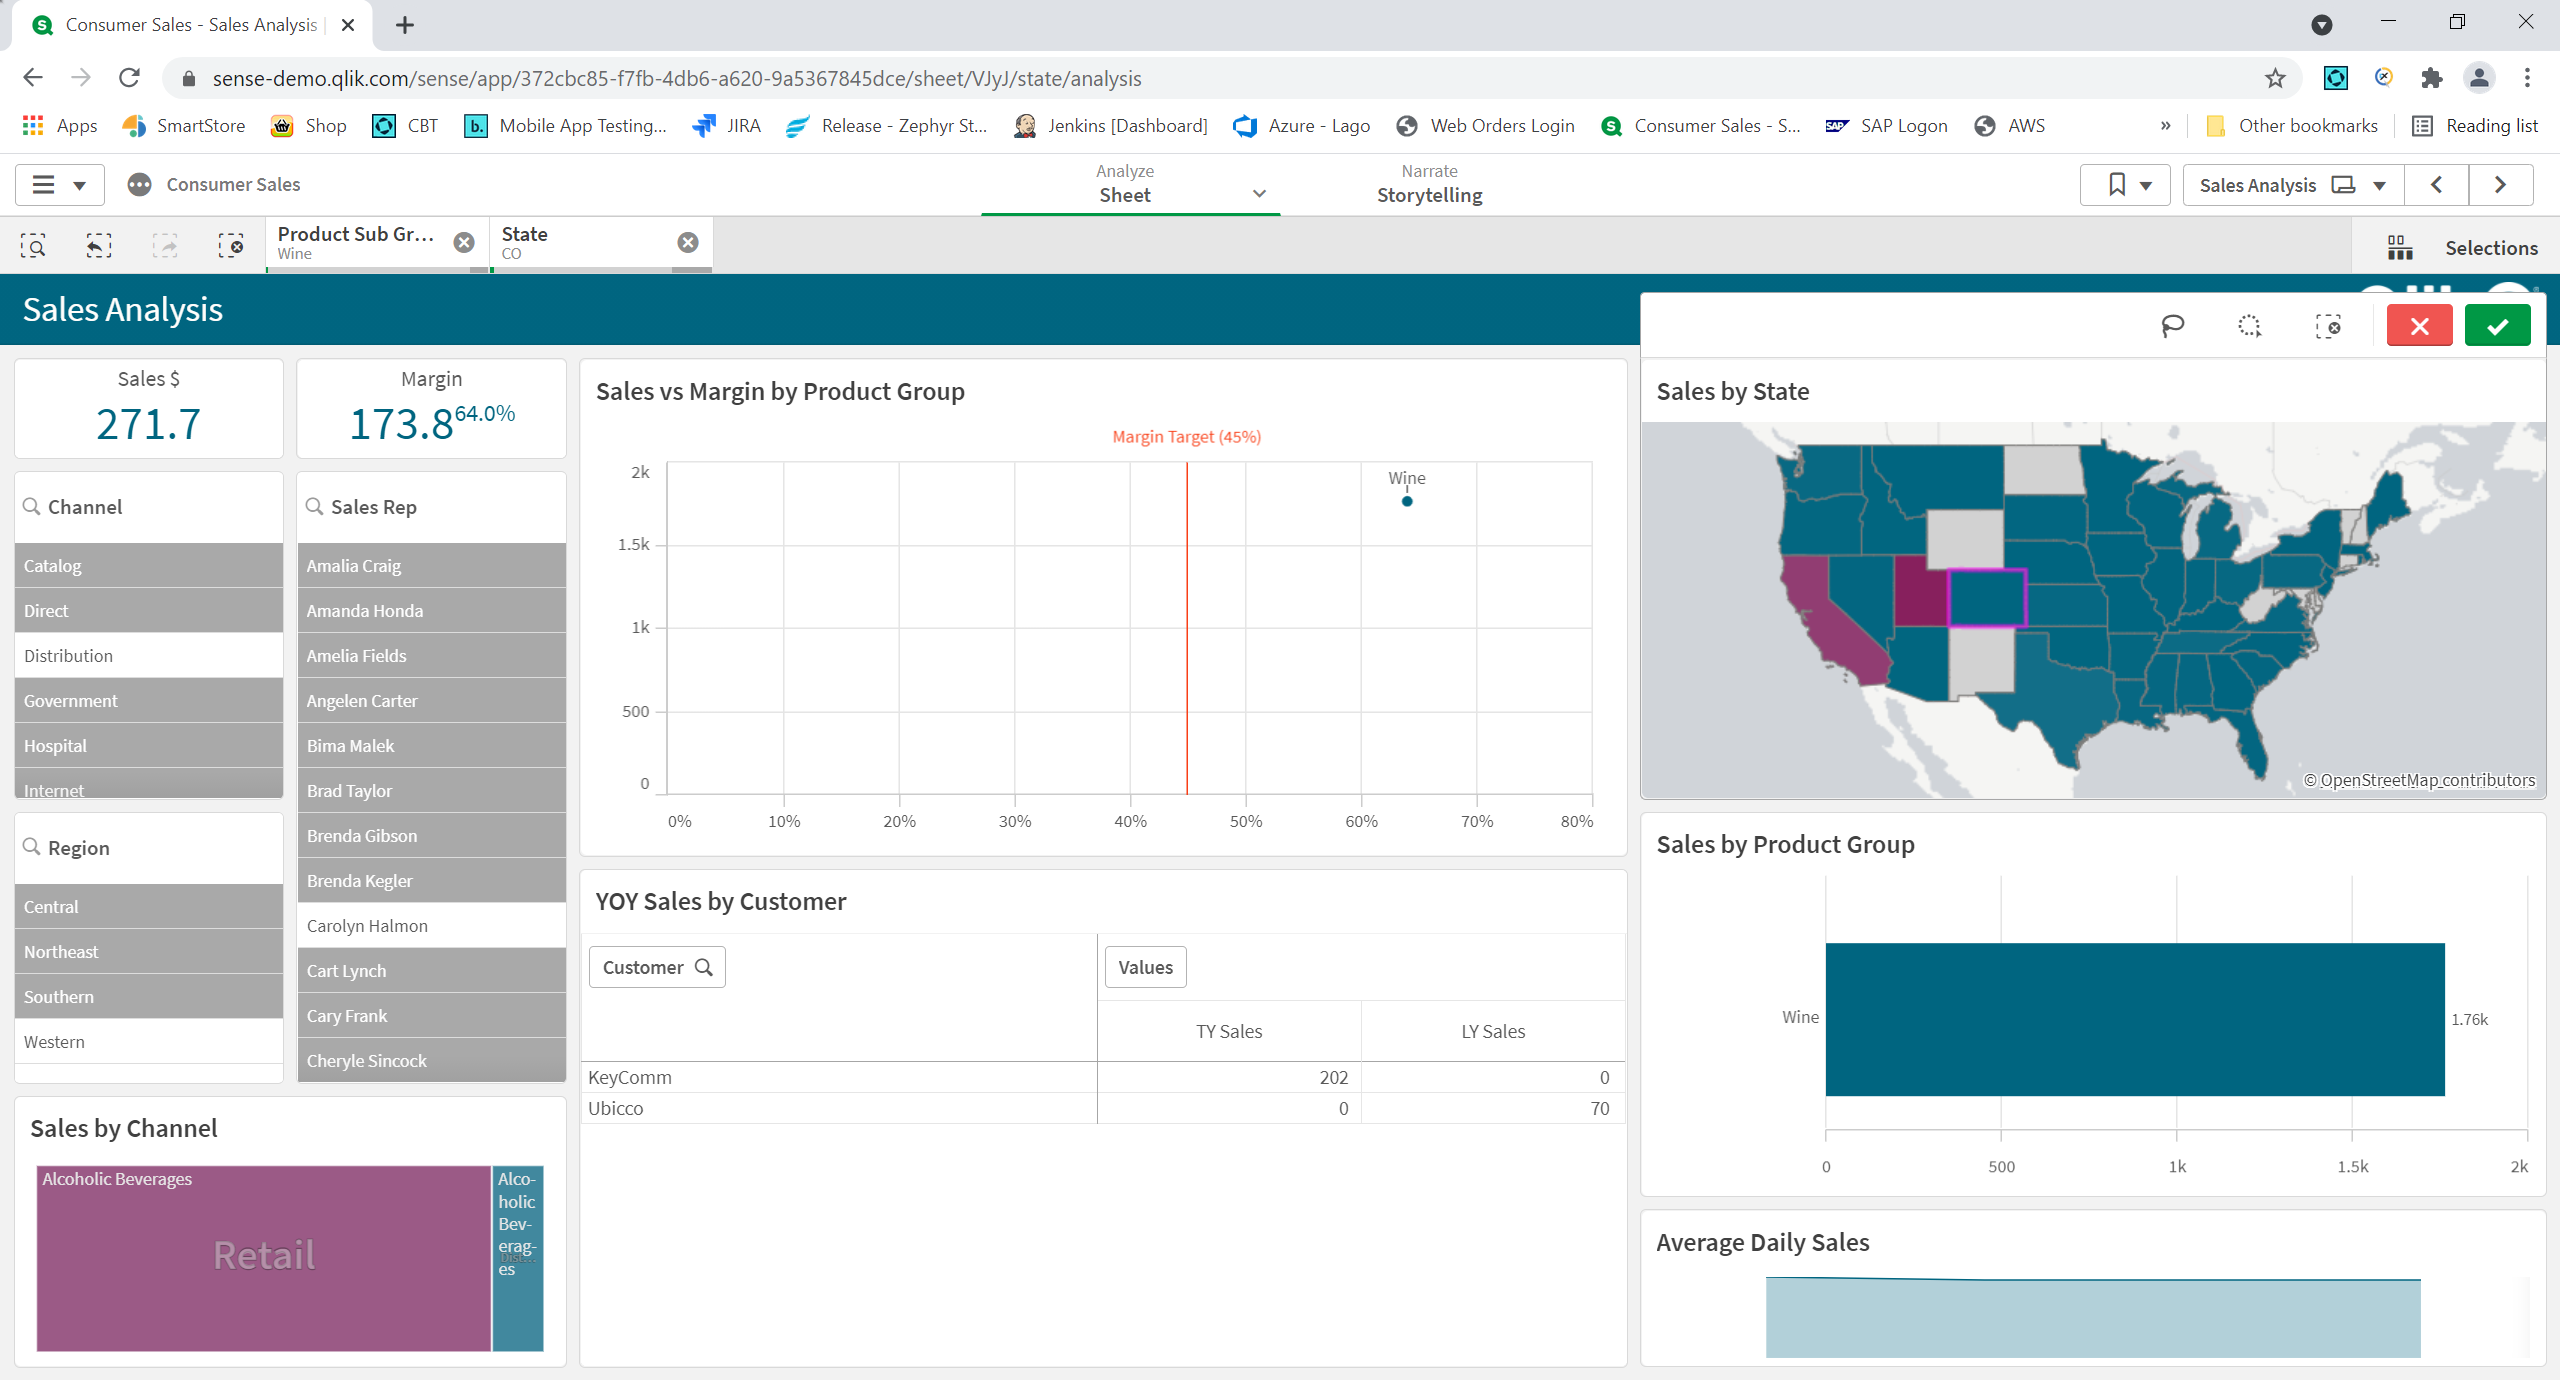 Consumer Sales - Sales Analysis
sense-demo.qlik.com/sense/app/372cbc85-f7fb-4db6-a620-9a5367845dce/sheet/VJyJ/state/analysis
Apps SmartStore Shop CBT b. Mobile App Testing... JIRA Release - Zephyr St... Jenkins [Dashboard] Azure - Lago Web Orders Login Consumer Sales - S... SAP SAP Logon AWS » Other bookmarks Reading list
Consumer Sales
Analyze
Sheet
Narrate
Storytelling
Sales Analysis
Product Sub Gr...
Wine
State
CO
Selections
Sales Analysis
Sales $
271.7
Margin
173.8 64.0%
Channel
Catalog
Direct
Distribution
Government
Hospital
Internet
Region
Central
Northeast
Southern
Western
Sales Rep
Amalia Craig
Amanda Honda
Amelia Fields
Angelen Carter
Bima Malek
Brad Taylor
Brenda Gibson
Brenda Kegler
Carolyn Halmon
Cart Lynch
Cary Frank
Cheryle Sincock
Sales by Channel
Alcoholic Beverages
Retail
Alco-
holic
Bev-
erag-
es
Dist...
Sales vs Margin by Product Group
Margin Target (45%)
2k
1.5k
1k
500
0
Wine
0% 10% 20% 30% 40% 50% 60% 70% 80%
YOY Sales by Customer
Customer Values
TY Sales LY Sales
KeyComm 202 0
Ubicco 0 70
Sales by State
© OpenStreetMap contributors
Sales by Product Group
Wine
1.76k
0 500 1k 1.5k 2k
Average Daily Sales